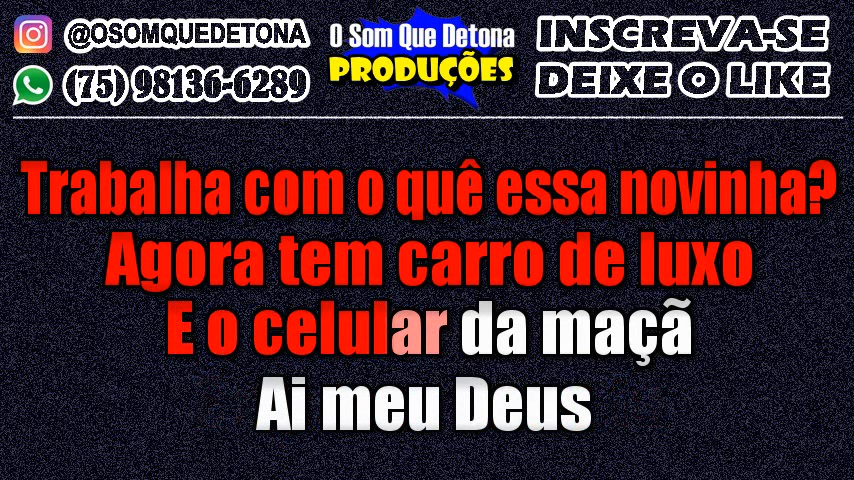 @OSOMQUEDETONA
(75) 98136-6289
O Som Que Detona
PRODUÇÕES
INSCREVA-SE
DEIXE O LIKE
Trabalha com o quê essa novinha?
Agora tem carro de luxo
E o celular da maçã
Ai meu Deus